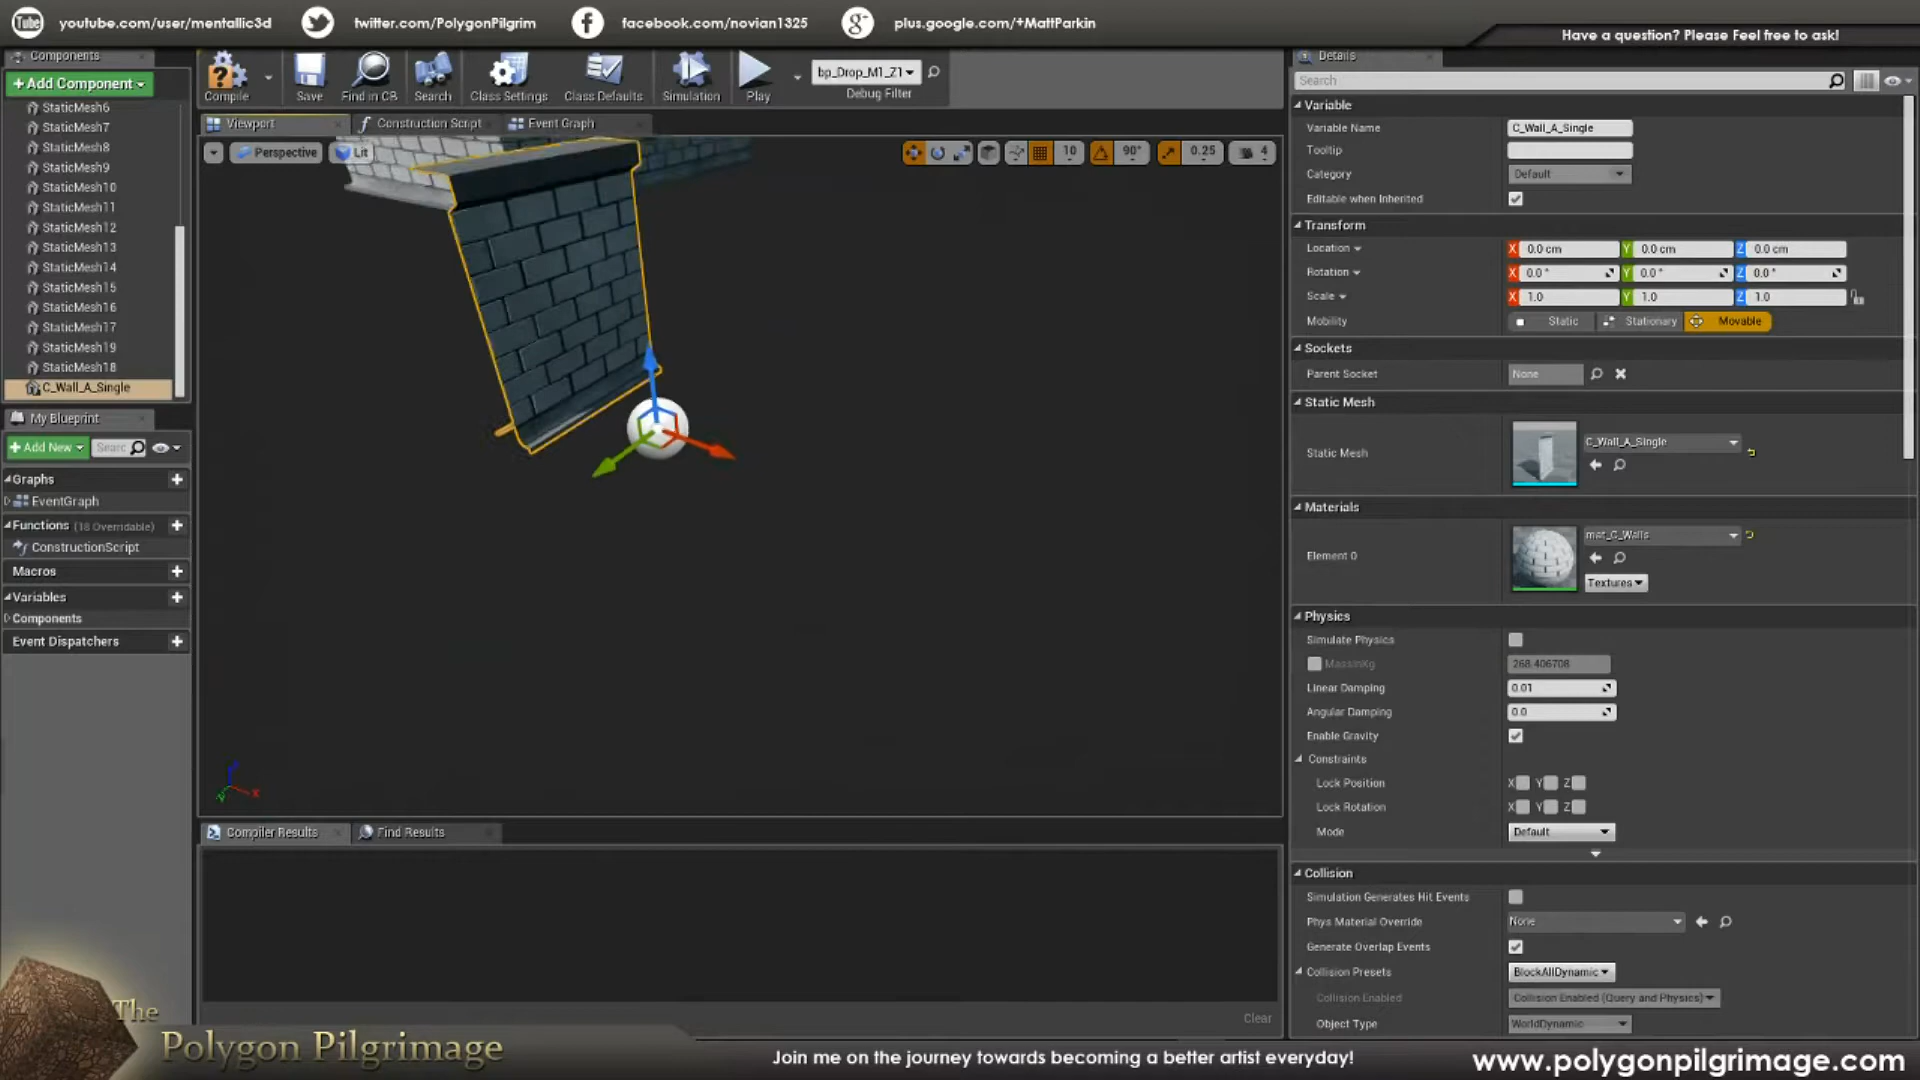 You Tube
youtube.com/user/mentallic3d
twitter.com/PolygonPilgrim
facebook.com/novian1325
plus.google.com/+MattParkin
Have a question? Please Feel free to ask!
Components
+Add Component
StaticMesh6
StaticMesh7
StaticMesh8
StaticMesh9
StaticMesh10
StaticMesh11
StaticMesh12
StaticMesh13
StaticMesh14
StaticMesh15
StaticMesh16
StaticMesh17
StaticMesh19
StaticMesh18
C_Wall_A_Single
My Blueprint
+Add New
Searc
Graphs
EventGraph
Functions (18 Overridable)
ConstructionScript
Macros
Variables
Components
Event Dispatchers
Compile
Save
Find in CB
Search
Class Settings
Class Defaults
Simulation
Play
bp_Drop_M1_Z1
Debug Filter
Viewport
Construction Script
Event Graph
Perspective
Lit
10
90°
0.25
4
Z
X
Y
Compiler Results
Find Results
Clear
Details
Search
Variable
Variable Name C_Wall_A_Single
Tooltip
Category Default
Editable when Inherited
Transform
Location X 0.0 cm Y 0.0 cm Z 0.0 cm
Rotation X 0.0 ° Y 0.0 ° Z 0.0 °
Scale X 1.0 Y 1.0 Z 1.0
Mobility Static Stationary Movable
Sockets
Parent Socket None
Static Mesh
Static Mesh C_Wall_A_Single
Materials
Element 0 mat_C_Walls
Textures
Physics
Simulate Physics
MassInKg 268.406708
Linear Damping 0.01
Angular Damping 0.0
Enable Gravity
Constraints
Lock Position X Y Z
Lock Rotation X Y Z
Mode Default
Collision
Simulation Generates Hit Events
Phys Material Override None
Generate Overlap Events
Collision Presets BlockAllDynamic
Collision Enabled Collision Enabled (Query and Physics)
Object Type WorldDynamic
The
Polygon Pilgrimage
Join me on the journey towards becoming a better artist everyday!
www.polygonpilgrimage.com